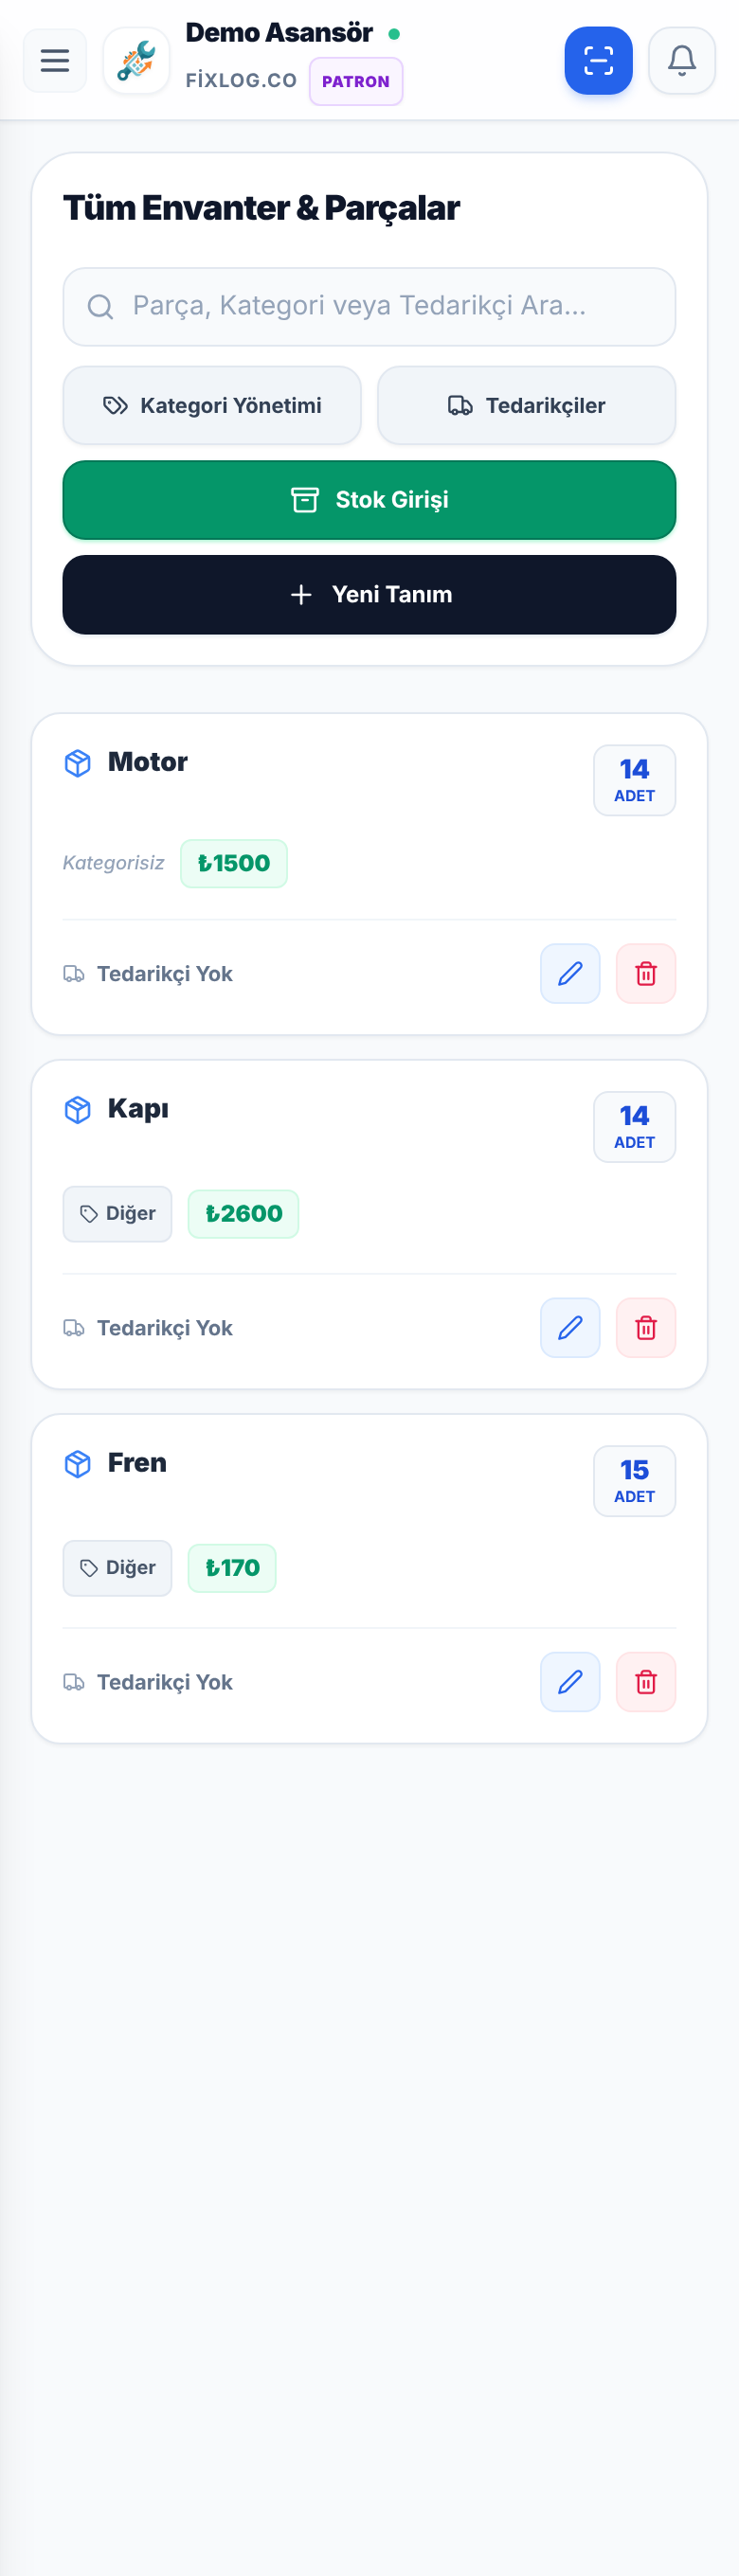 Demo Asansör
FİXLOG.CO PATRON
Tüm Envanter & Parçalar
Parça, Kategori veya Tedarikçi Ara...
Kategori Yönetimi Tedarikçiler
Stok Girişi
Yeni Tanım
Motor 14
ADET
Kategorisiz ₺1500
Tedarikçi Yok
Kapı 14
ADET
Diğer ₺2600
Tedarikçi Yok
Fren 15
ADET
Diğer ₺170
Tedarikçi Yok